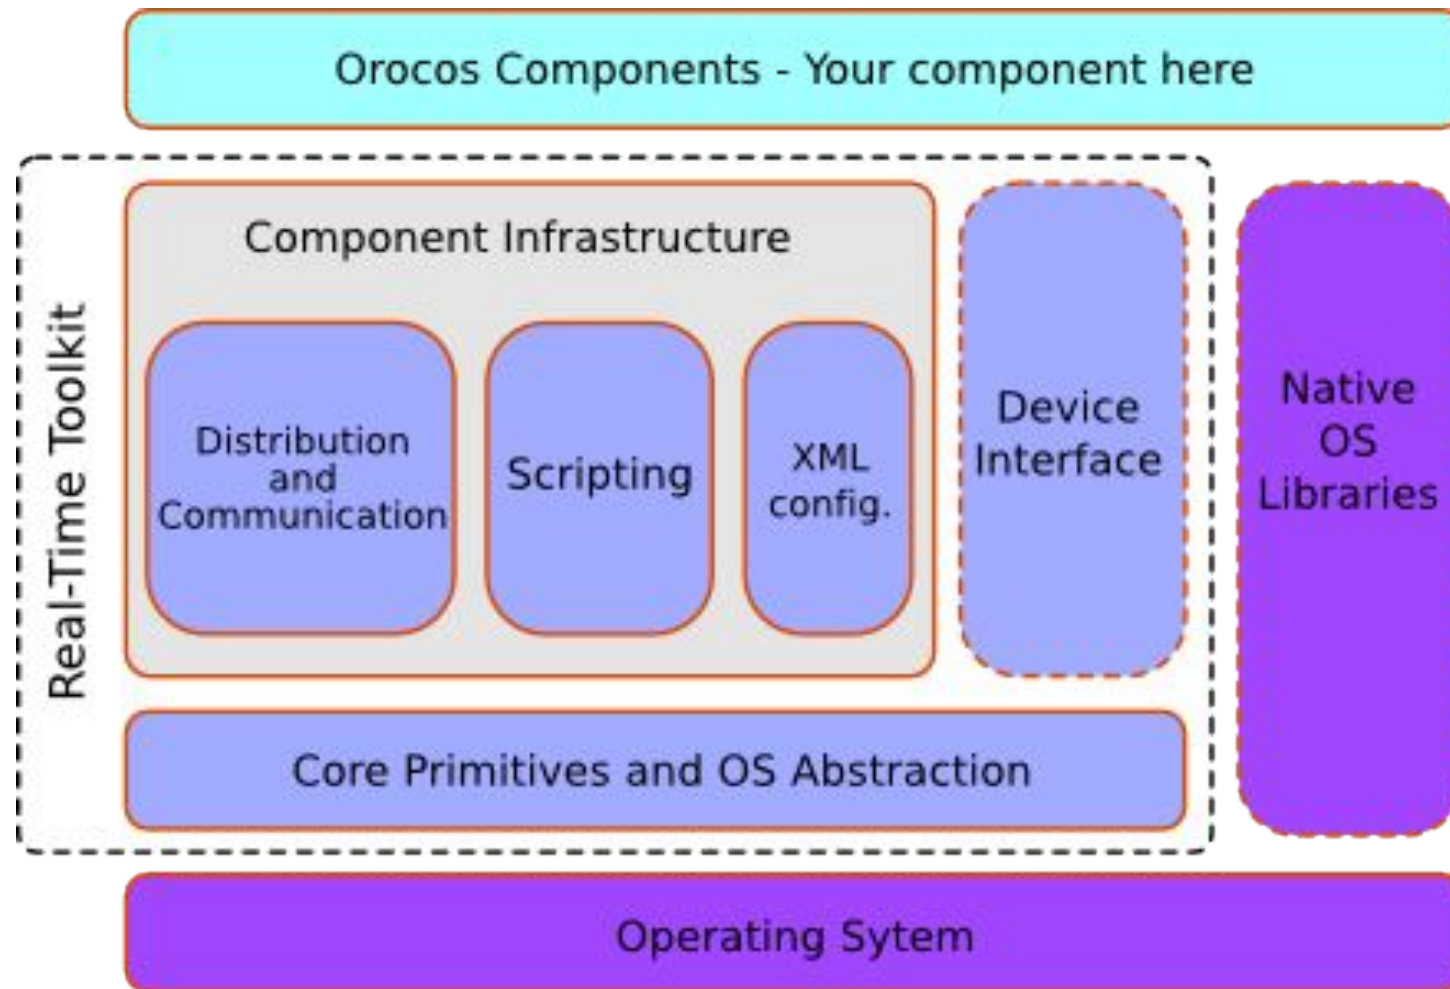 Orocos Components - Your component here
Real-Time Toolkit
Component Infrastructure
Distribution
and
Communication
Scripting
XML
config.
Device
Interface
Native
OS
Libraries
Core Primitives and OS Abstraction
Operating Sytem